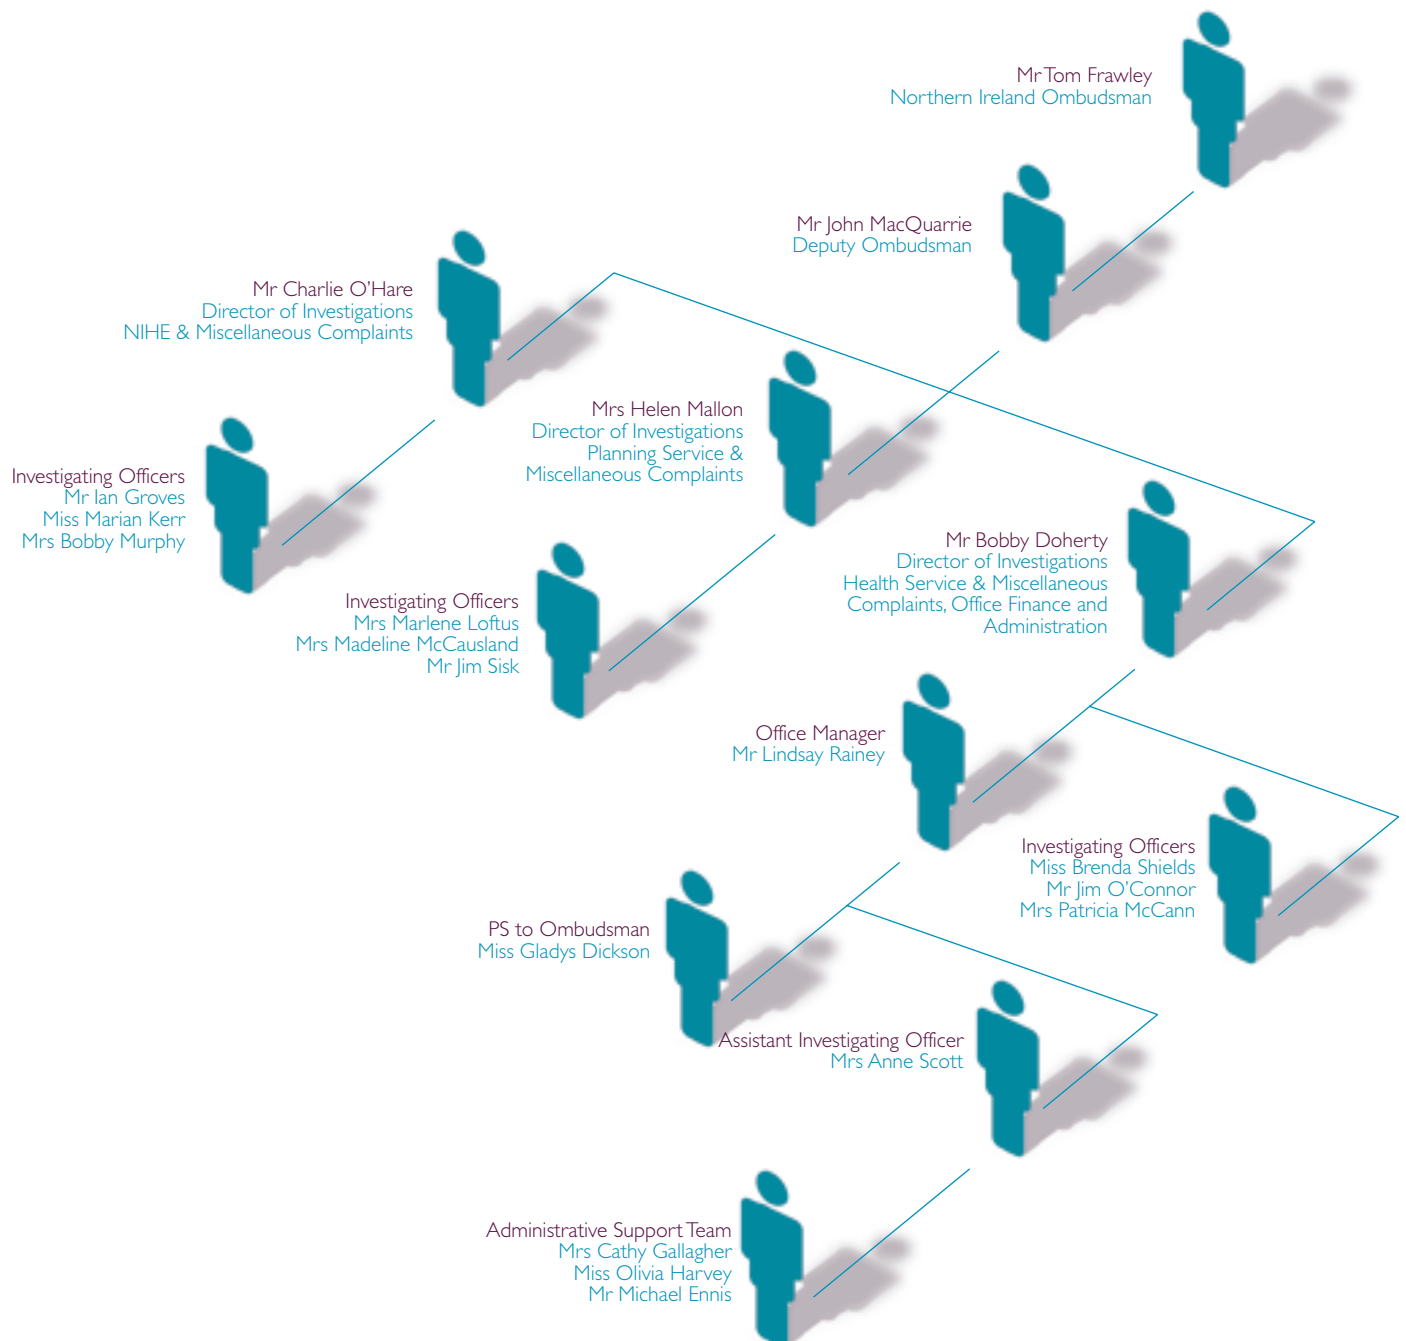 Mr Tom Frawley
Northern Ireland Ombudsman
Mr John MacQuarrie
Deputy Ombudsman
Mr Charlie O'Hare
Director of Investigations
NIHE & Miscellaneous Complaints
Mrs Helen Mallon
Director of Investigations
Planning Service &
Miscellaneous Complaints
Investigating Officers
Mr Ian Groves
Miss Marian Kerr
Mrs Bobby Murphy
Mr Bobby Doherty
Director of Investigations
Health Service & Miscellaneous
Complaints, Office Finance and
Administration
Investigating Officers
Mrs Marlene Loftus
Mrs Madeline McCausland
Mr Jim Sisk
Office Manager
Mr Lindsay Rainey
Investigating Officers
Miss Brenda Shields
Mr Jim O'Connor
Mrs Patricia McCann
PS to Ombudsman
Miss Gladys Dickson
Assistant Investigating Officer
Mrs Anne Scott
Administrative Support Team
Mrs Cathy Gallagher
Miss Olivia Harvey
Mr Michael Ennis